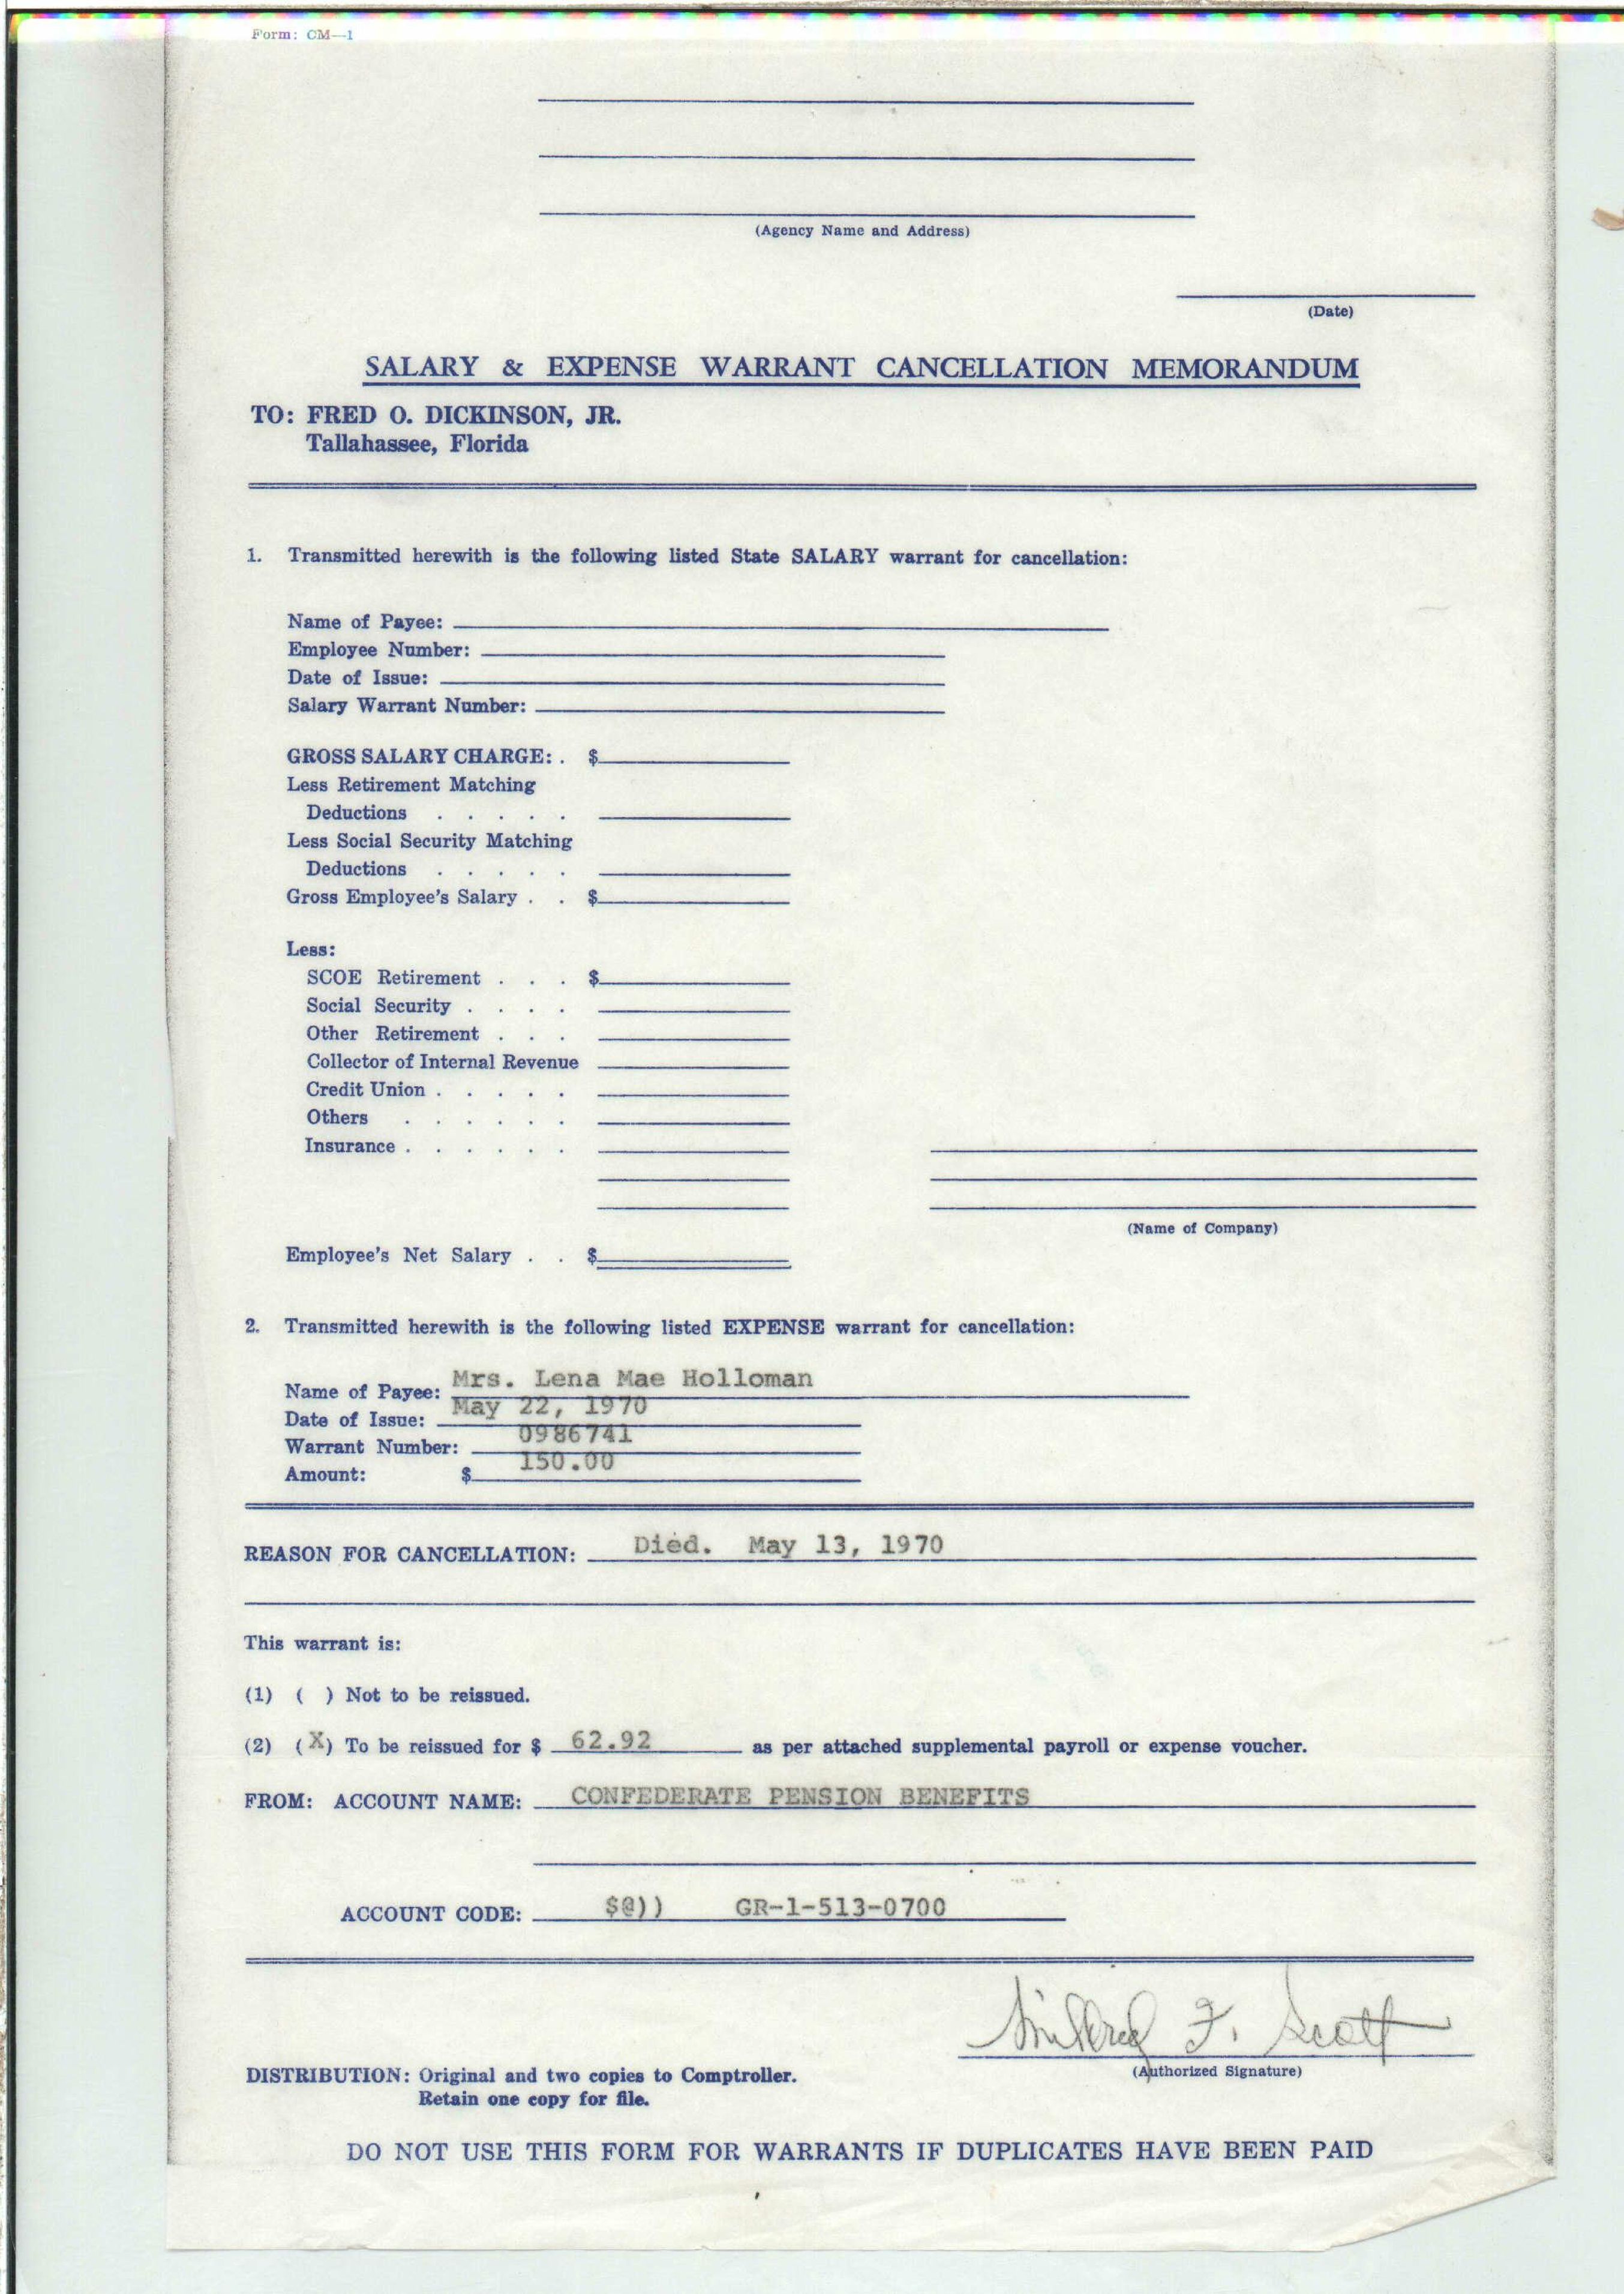 Form: CM—1
(Agency Name and Address)
(Date)
SALARY & EXPENSE WARRANT CANCELLATION MEMORANDUM
TO: FRED O. DICKINSON, JR.
Tallahassee, Florida
1. Transmitted herewith is the following listed State SALARY warrant for cancellation:
Name of Payee:
Employee Number:
Date of Issue:
Salary Warrant Number:
GROSS SALARY CHARGE: . $
Less Retirement Matching
Deductions . . . . .
Less Social Security Matching
Deductions . . . . .
Gross Employee's Salary . . $
Less:
SCOE Retirement . . . $
Social Security . . . .
Other Retirement . . .
Collector of Internal Revenue
Credit Union . . . . .
Others . . . . . .
Insurance . . . . . .
(Name of Company)
Employee's Net Salary . . $
2. Transmitted herewith is the following listed EXPENSE warrant for cancellation:
Name of Payee: Mrs. Lena Mae Holloman
Date of Issue: May 22, 1970
Warrant Number: 0986741
Amount: $ 150.00
REASON FOR CANCELLATION: Died. May 13, 1970
This warrant is:
(1) ( ) Not to be reissued.
(2) (X) To be reissued for $ 62.92 as per attached supplemental payroll or expense voucher.
FROM: ACCOUNT NAME: CONFEDERATE PENSION BENEFITS
ACCOUNT CODE: $@)) GR-1-513-0700
Mildred F. Scott
(Authorized Signature)
DISTRIBUTION: Original and two copies to Comptroller.
Retain one copy for file.
DO NOT USE THIS FORM FOR WARRANTS IF DUPLICATES HAVE BEEN PAID